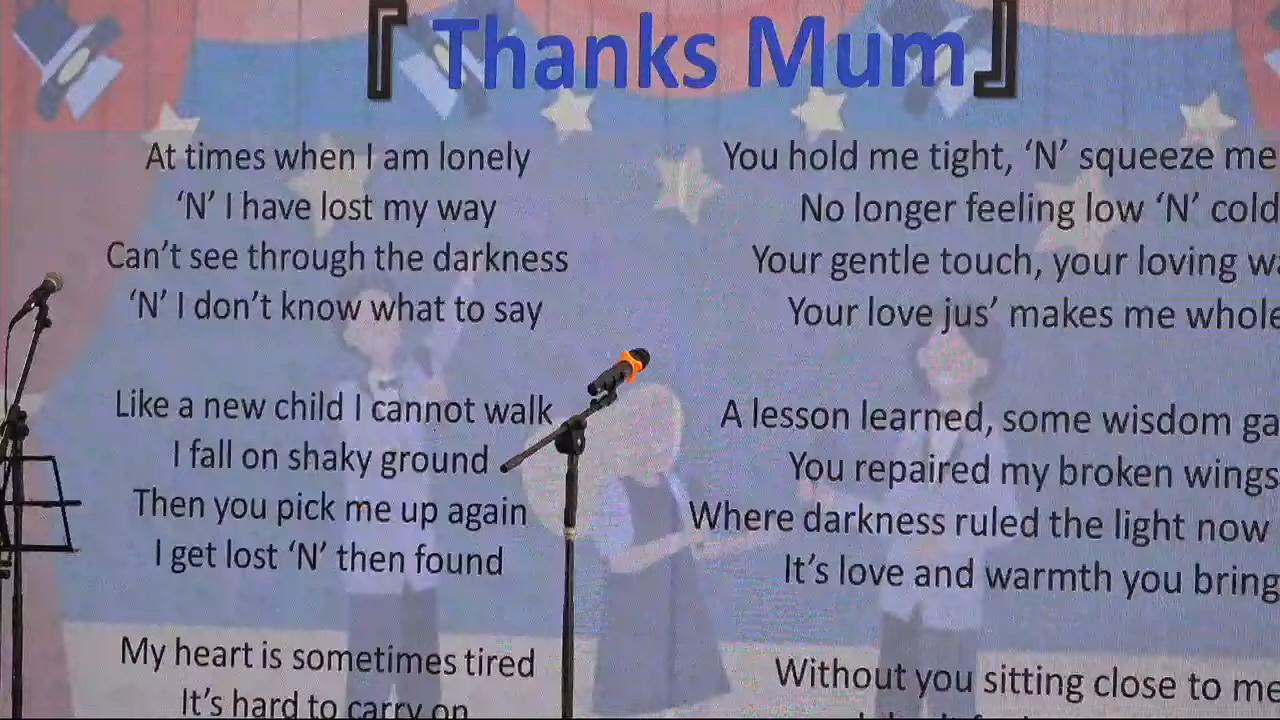 『Thanks Mum』
At times when I am lonely
‘N’ I have lost my way
Can’t see through the darkness
‘N’ I don’t know what to say
Like a new child I cannot walk
I fall on shaky ground
Then you pick me up again
I get lost ‘N’ then found
My heart is sometimes tired
It’s hard to carry on
You hold me tight, ‘N’ squeeze me
No longer feeling low ‘N’ cold
Your gentle touch, your loving
Your love jus’ makes me whole
A lesson learned, some wisdom
You repaired my broken wings
Where darkness ruled the light now
It’s love and warmth you bring
Without you sitting close to me